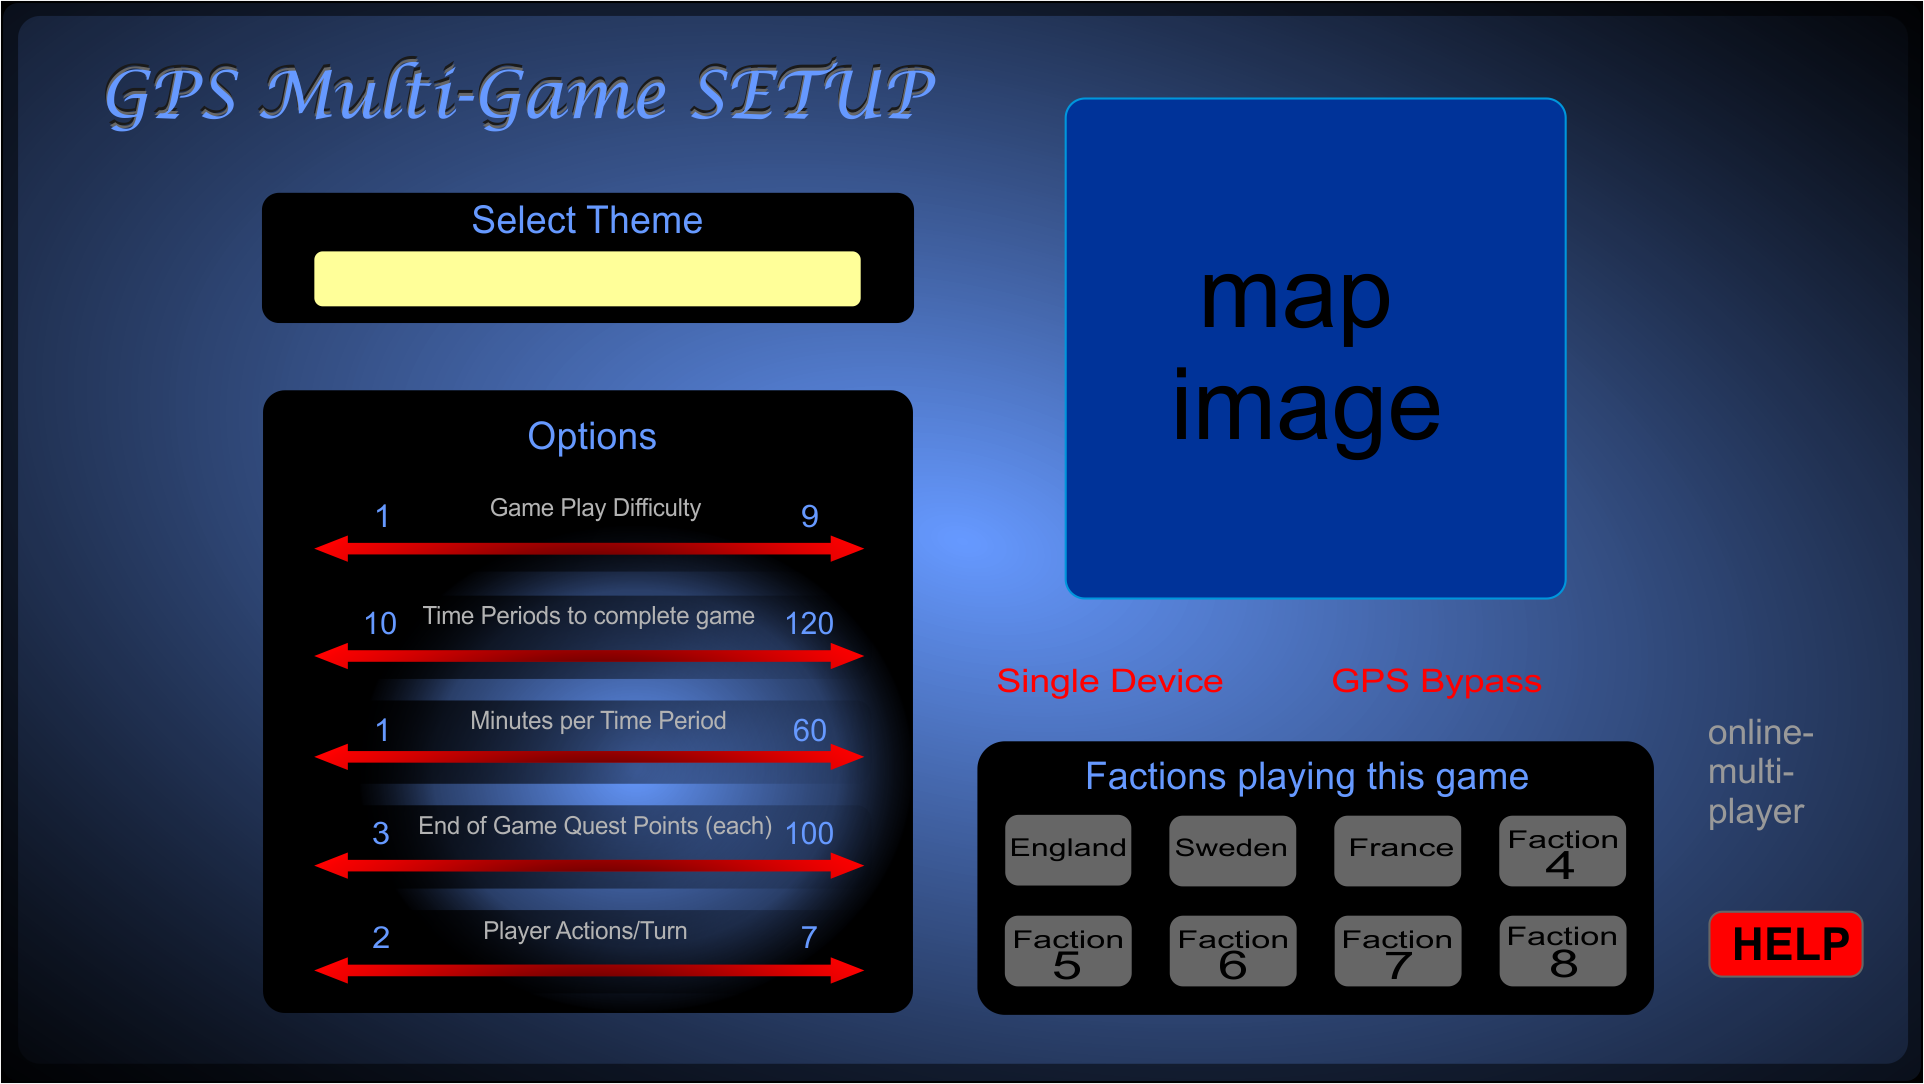 GPS Multi-Game SETUP
Select Theme
map
image
Options
1 Game Play Difficulty 9
10 Time Periods to complete game 120
1 Minutes per Time Period 60
3 End of Game Quest Points (each) 100
2 Player Actions/Turn 7
Single Device GPS Bypass
online-
multi-
player
Factions playing this game
England Sweden France Faction
4
Faction Faction Faction Faction
5 6 7 8
HELP